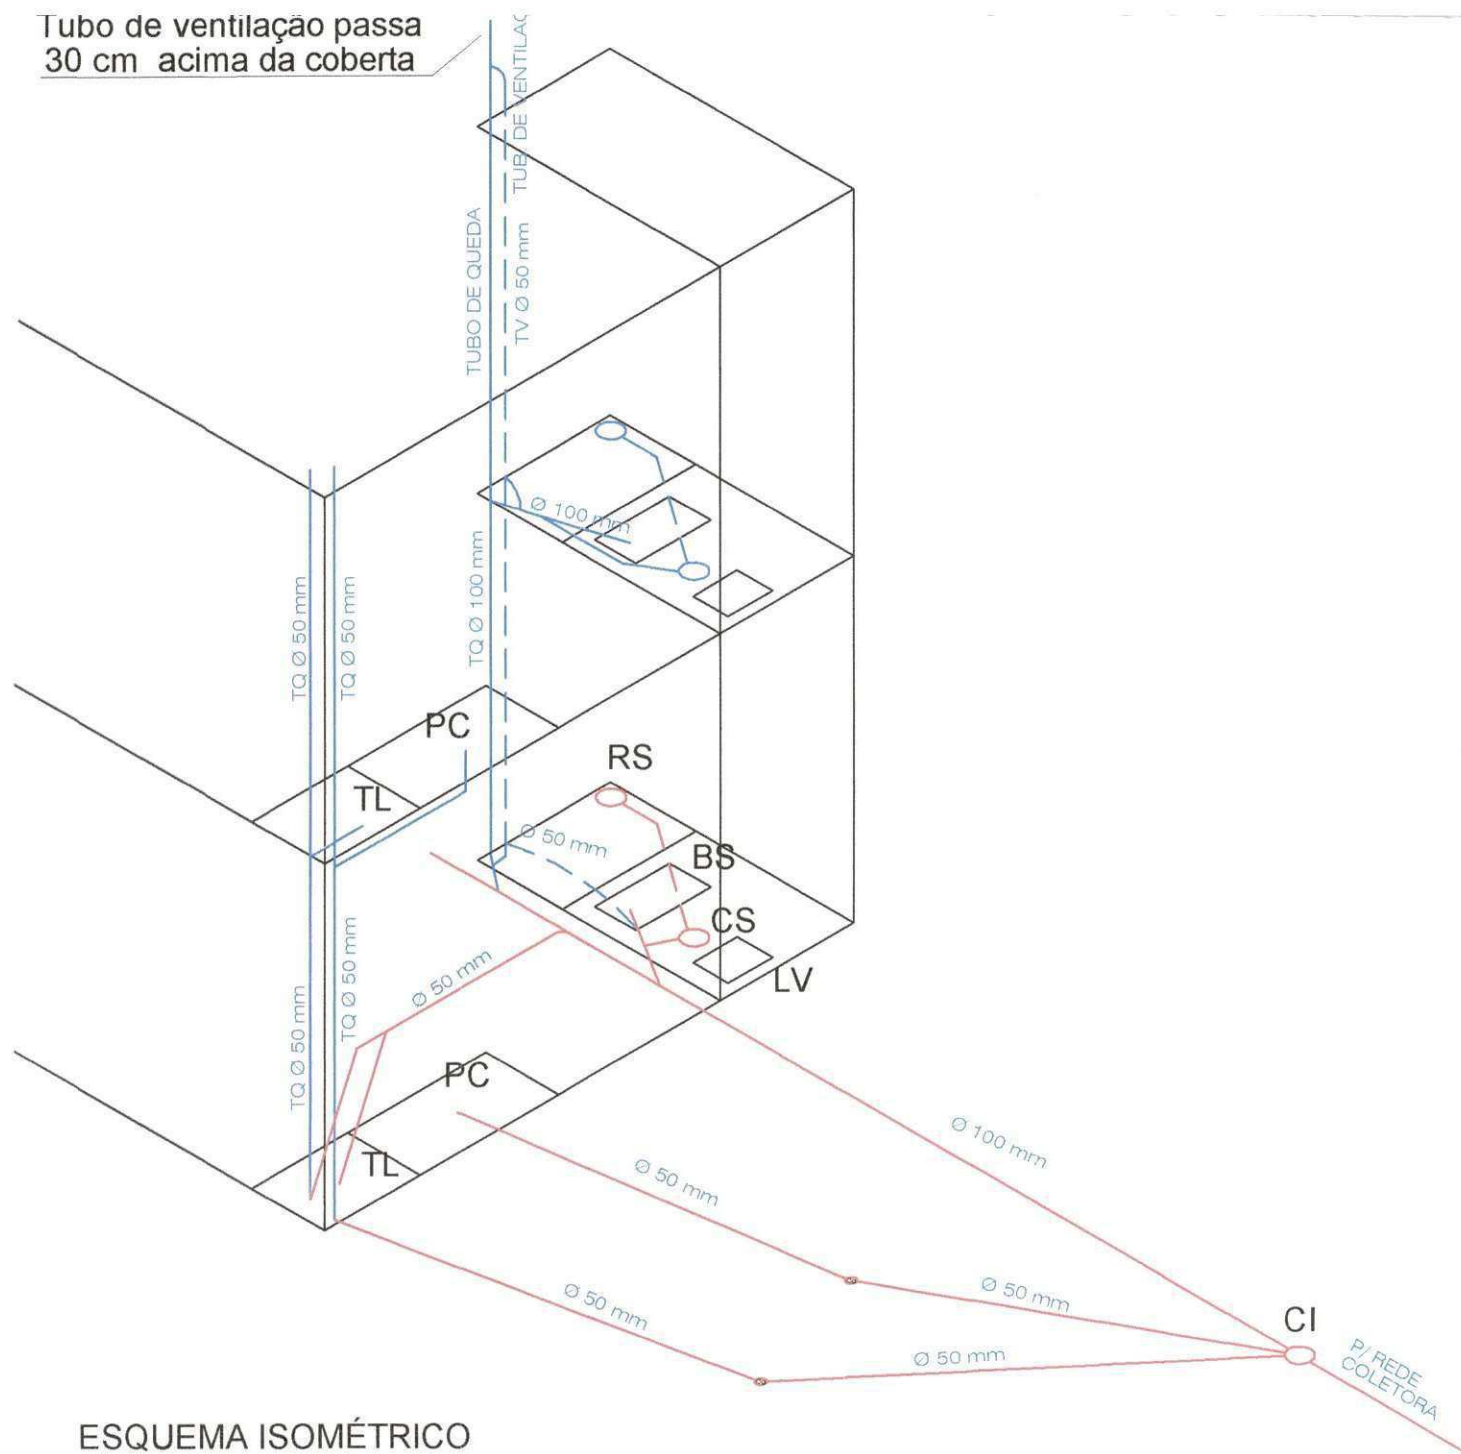 Tubo de ventilação passa
30 cm acima da coberta
TUB. DE VENTILAÇ
TUBO DE QUEDA
TV Ø 50 mm
Ø 100 mm
TQ Ø 100 mm
TQ Ø 50 mm
TQ Ø 50 mm
PC
TL
RS
Ø 50 mm
BS
CS
LV
Ø 50 mm
TQ Ø 50 mm
TQ Ø 50 mm
PC
TL
Ø 100 mm
Ø 50 mm
Ø 50 mm
Ø 50 mm
Ø 50 mm
CI
P/ REDE
COLETORA
ESQUEMA ISOMÉTRICO